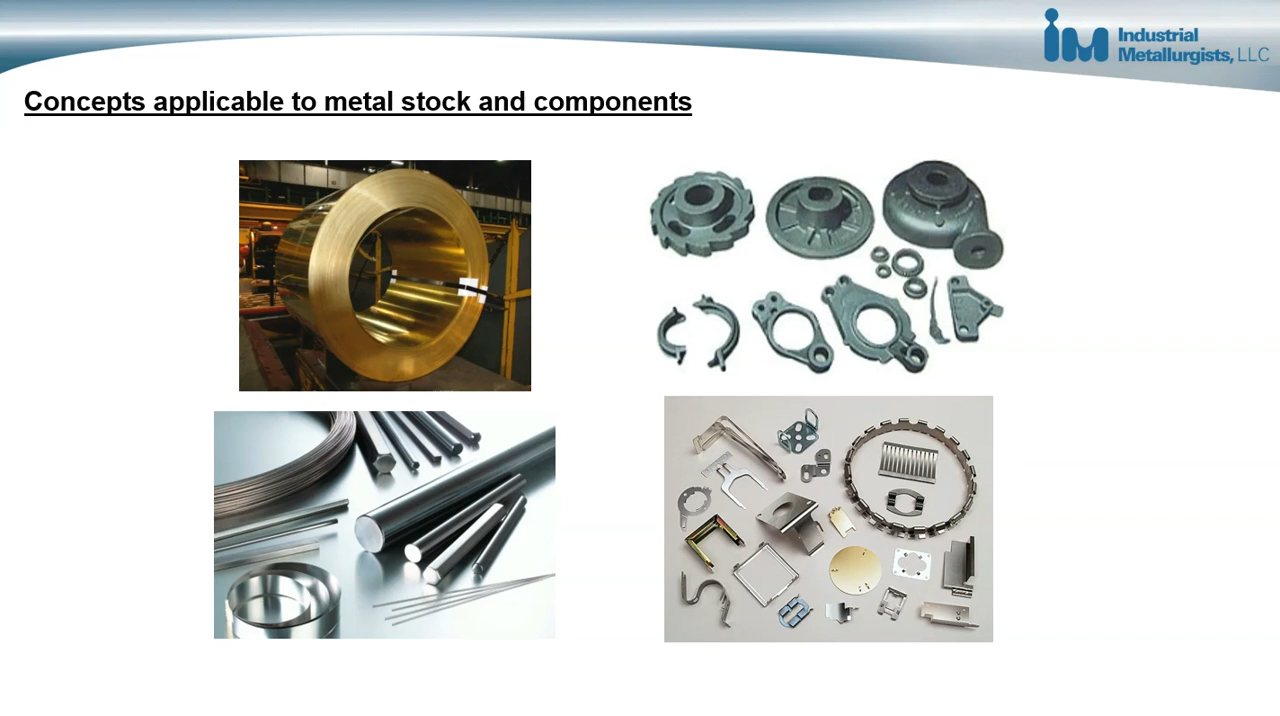 Industrial
Metallurgists, LLC
Concepts applicable to metal stock and components